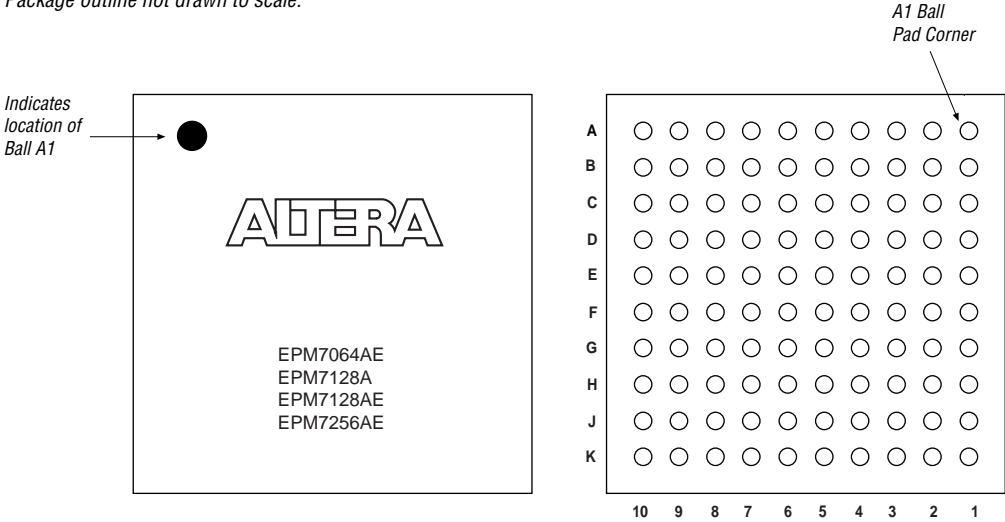 Package outline not drawn to scale.
A1 Ball
Pad Corner
Indicates
location of
Ball A1
ALTERA
EPM7064AE
EPM7128A
EPM7128AE
EPM7256AE
A
B
C
D
E
F
G
H
J
K
10 9 8 7 6 5 4 3 2 1